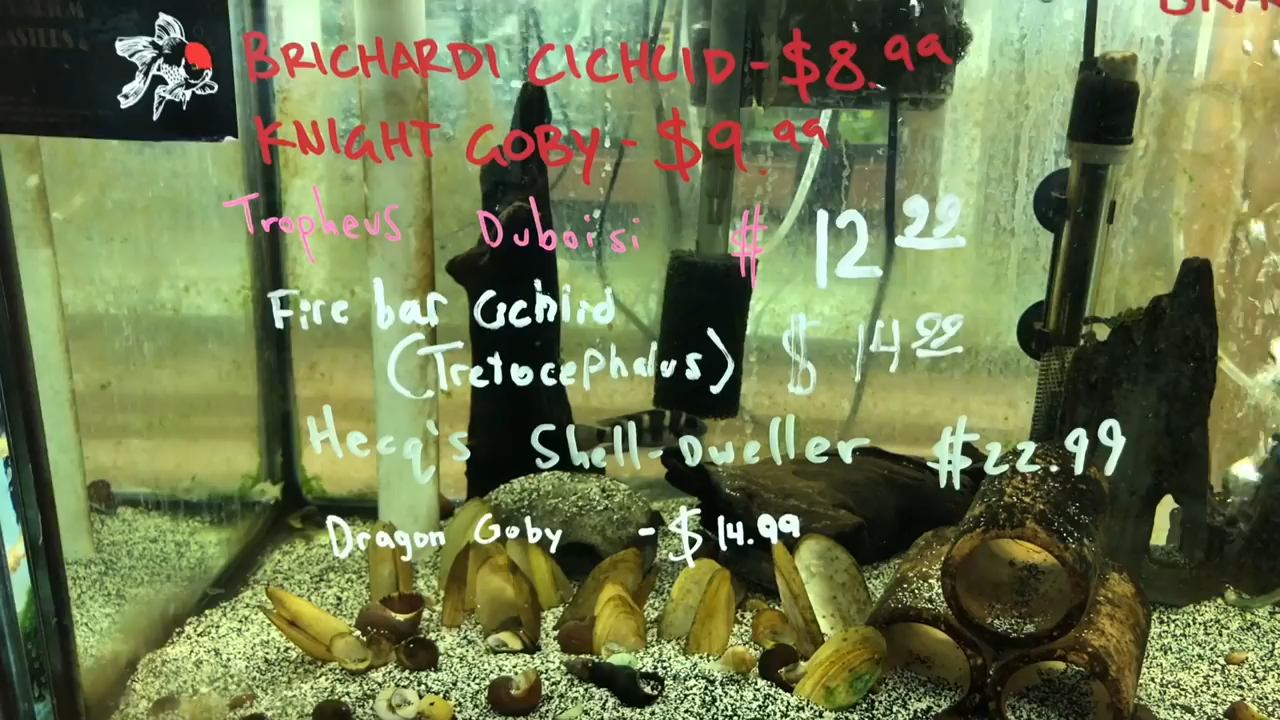 BRICHARDI CICHLID - $8.99
KNIGHT GOBY - $9.99
Tropheus Duboisi $ 12 99
Fire bar Cichlid
(Tretocephalus) $ 14 99
Hecq's Shell-Dweller $22.99
Dragon Goby - $14.99